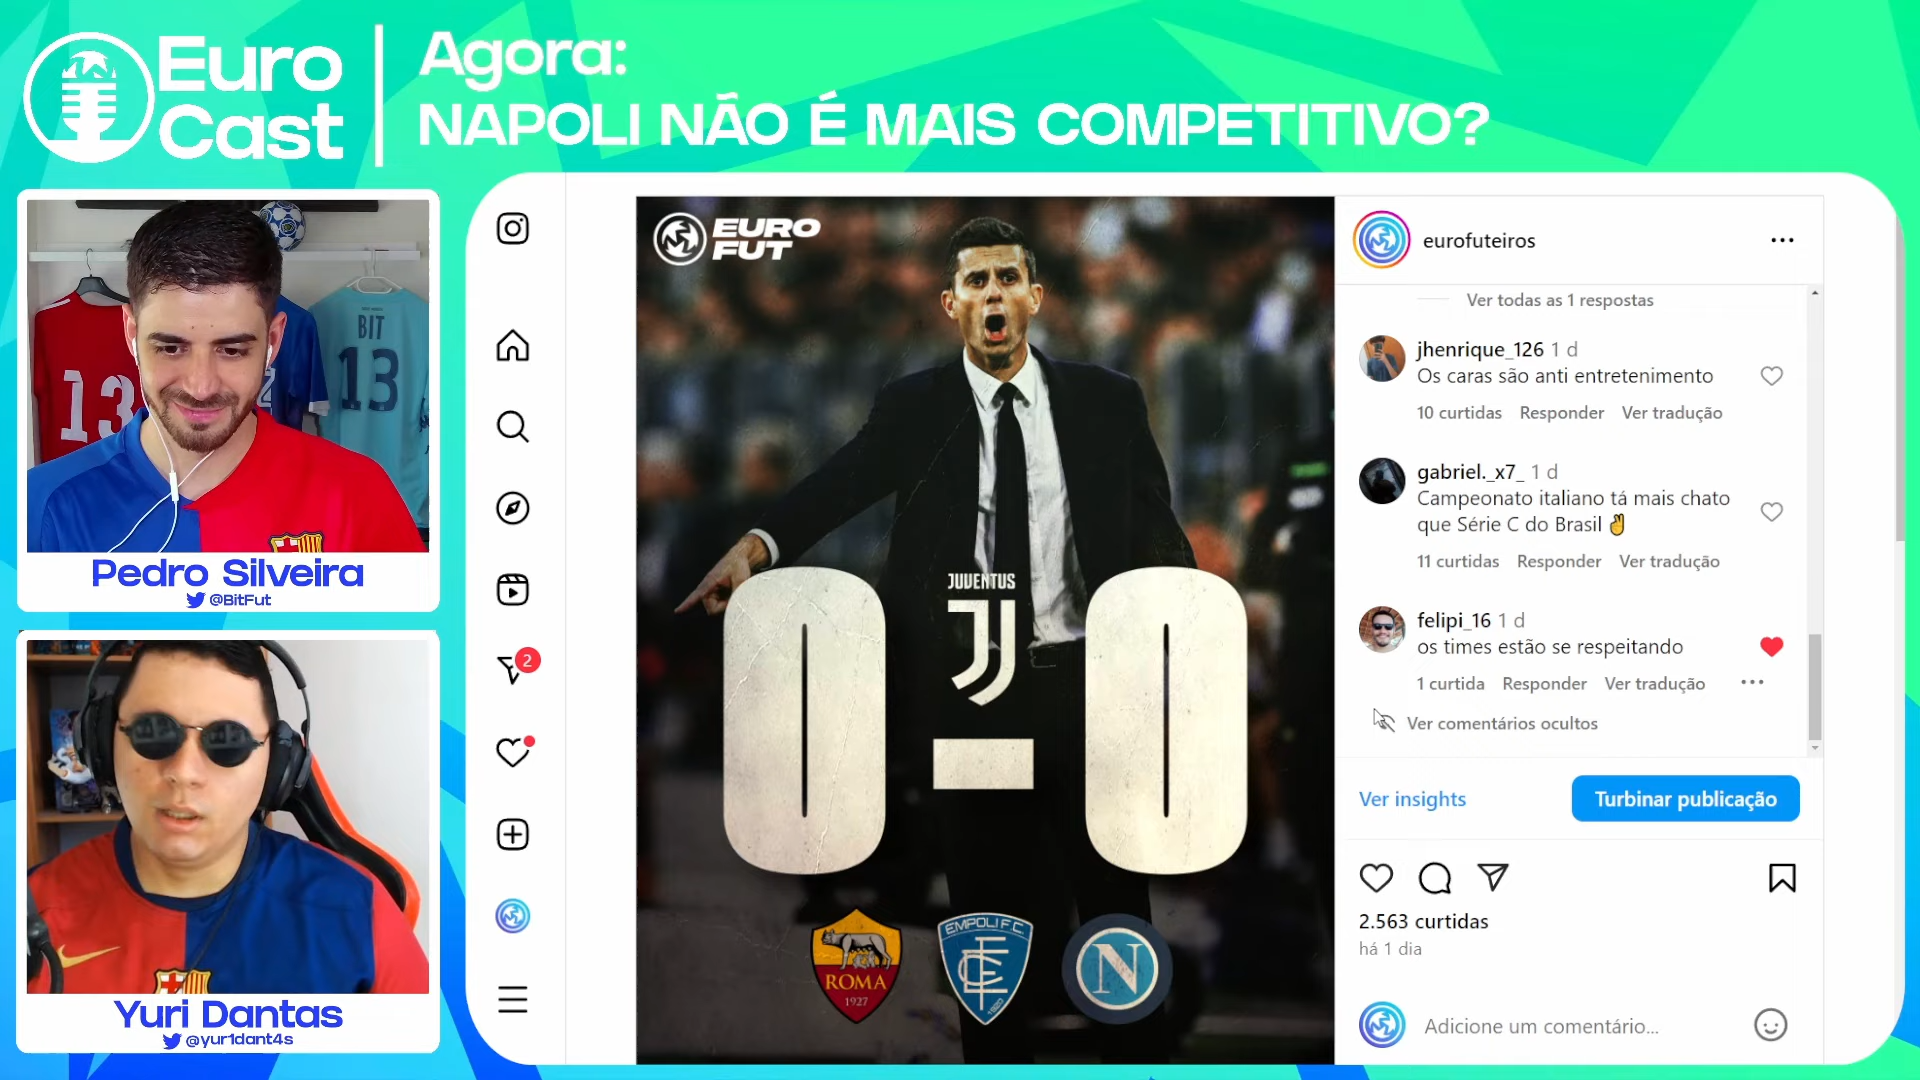 Euro
Cast
Agora:
NAPOLI NÃO É MAIS COMPETITIVO?
BIT
13
13
Pedro Silveira
@BitFut
Yuri Dantas
@yur1dant4s
2
EURO
FUT
JUVENTUS
0
0
ROMA
1927
EMPOLI F.C.
1920
N
eurofuteiros
Ver todas as 1 respostas
jhenrique_126 1 d
Os caras são anti entretenimento
10 curtidas Responder Ver tradução
gabriel._x7_ 1 d
Campeonato italiano tá mais chato
que Série C do Brasil ✌
11 curtidas Responder Ver tradução
felipi_16 1 d
os times estão se respeitando
1 curtida Responder Ver tradução
Ver comentários ocultos
Ver insights
Turbinar publicação
2.563 curtidas
há 1 dia
Adicione um comentário...